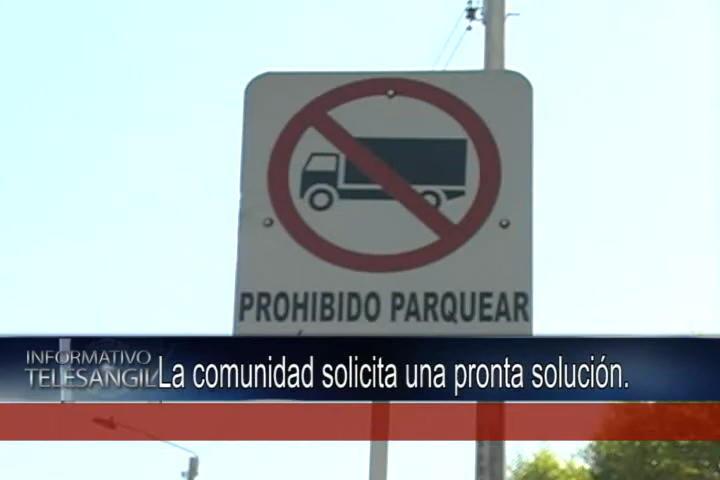 PROHIBIDO PARQUEAR
INFORMATIVO
TELESANGIL
La comunidad solicita una pronta solución.